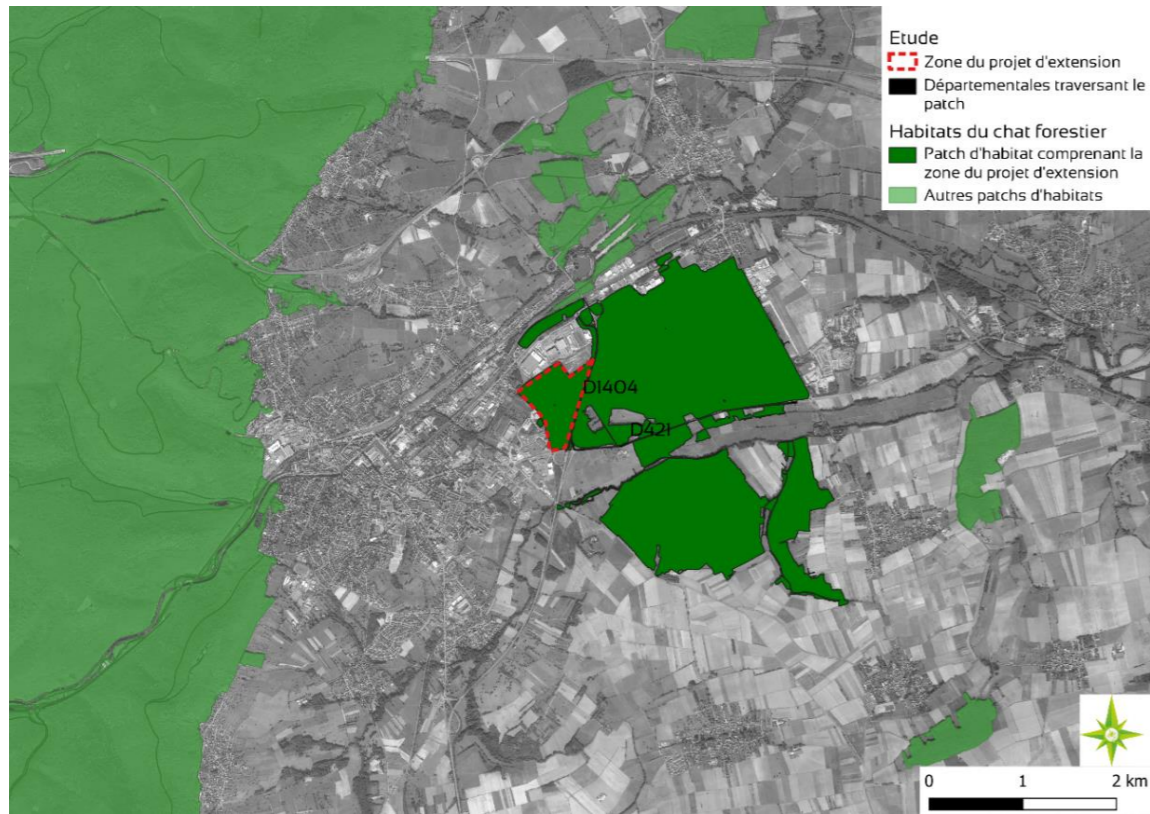 Etude
Zone du projet d'extension
Départementales traversant le
patch
Habitats du chat forestier
Patch d'habitat comprenant la
zone du projet d'extension
Autres patchs d'habitats
D1404
D421
0 1 2 km